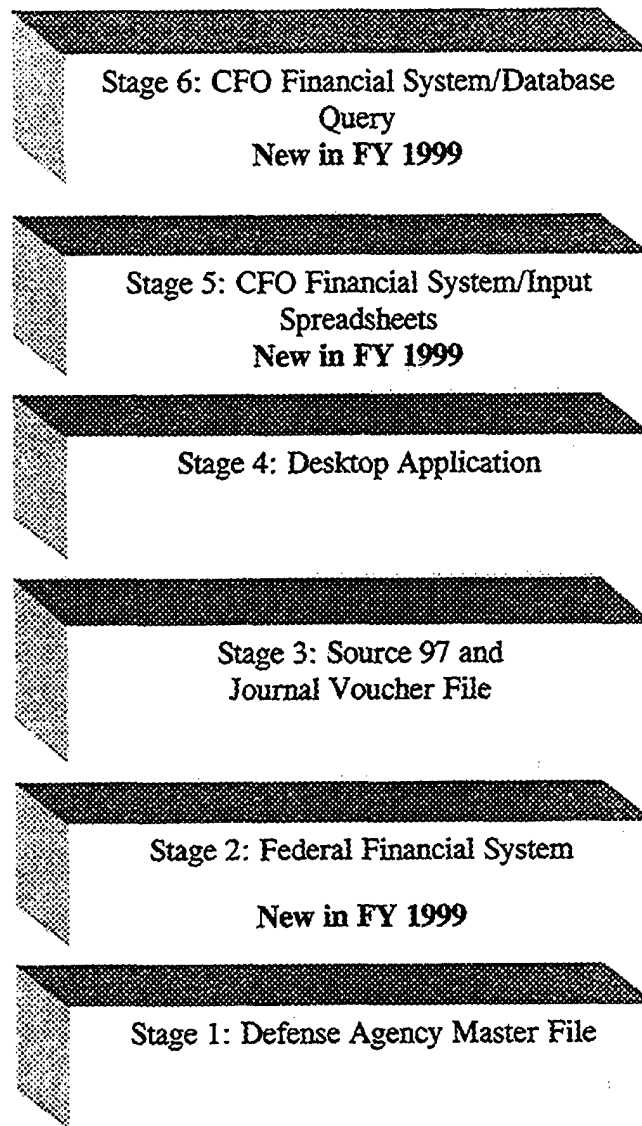 Stage 6: CFO Financial System/Database
Query
New in FY 1999
Stage 5: CFO Financial System/Input
Spreadsheets
New in FY 1999
Stage 4: Desktop Application
Stage 3: Source 97 and
Journal Voucher File
Stage 2: Federal Financial System
New in FY 1999
Stage 1: Defense Agency Master File